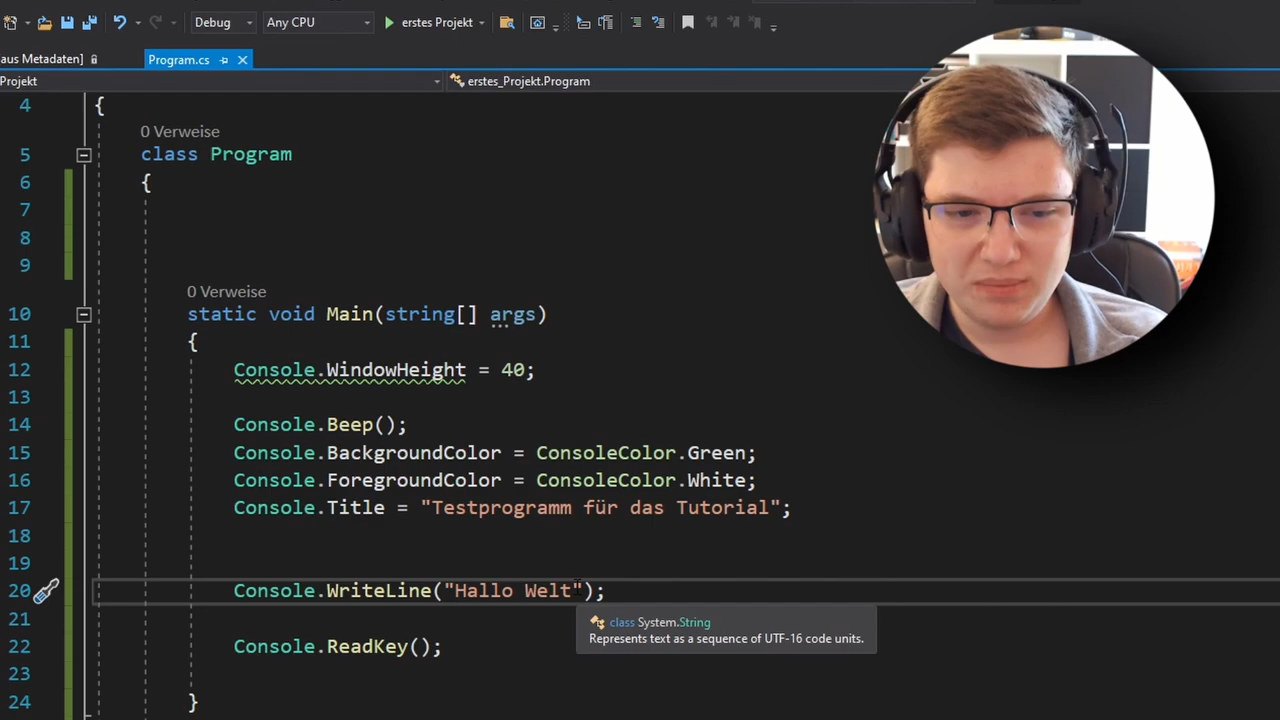 Debug Any CPU erstes Projekt
aus Metadaten] Program.cs
Projekt erstes_Projekt.Program
4 {
0 Verweise
5 class Program
6 {
7
8
9
0 Verweise
10 static void Main(string[] args)
11 {
12 Console.WindowHeight = 40;
13
14 Console.Beep();
15 Console.BackgroundColor = ConsoleColor.Green;
16 Console.ForegroundColor = ConsoleColor.White;
17 Console.Title = "Testprogramm für das Tutorial";
18
19
20 Console.WriteLine("Hallo Welt");
class System.String
21
Represents text as a sequence of UTF-16 code units.
22 Console.ReadKey();
23
24 }